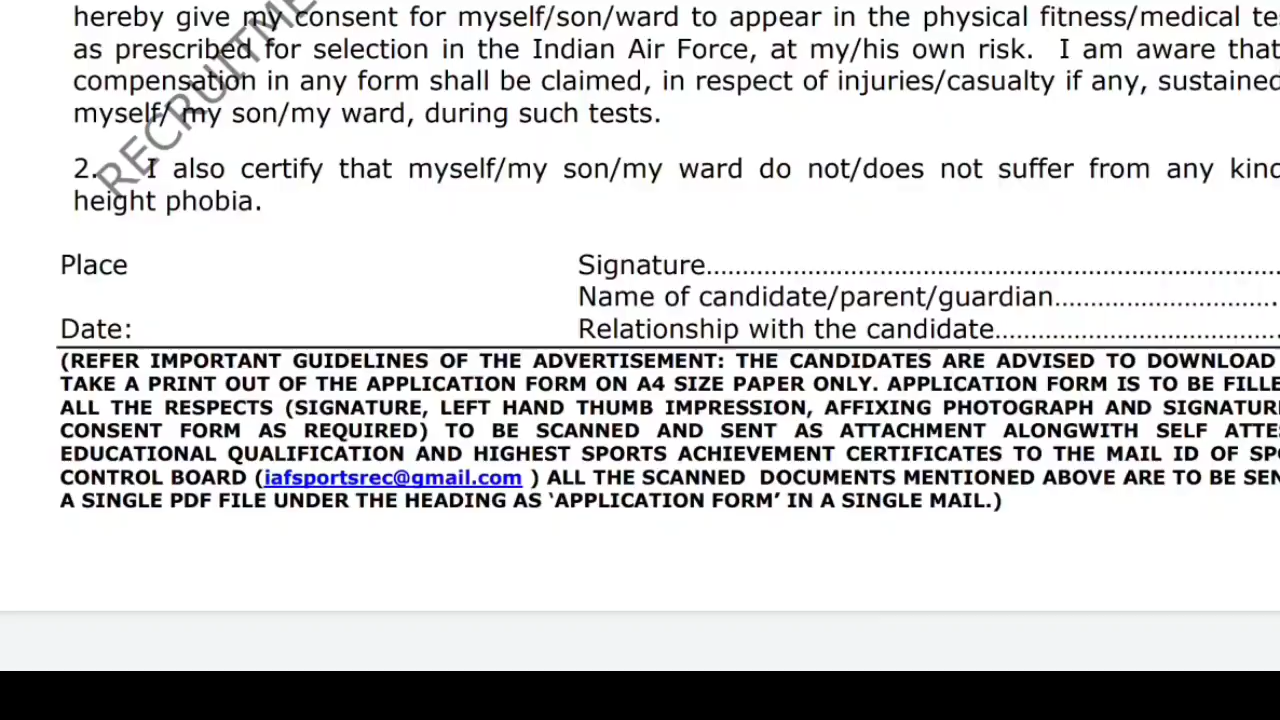 hereby give my consent for myself/son/ward to appear in the physical fitness/medical
as prescribed for selection in the Indian Air Force, at my/his own risk. I am aware that
compensation in any form shall be claimed, in respect of injuries/casualty if any, sustained
myself/ my son/my ward, during such tests.
2. I also certify that myself/my son/my ward do not/does not suffer from any kind
height phobia.
Place
Signature....................................................................................
Name of candidate/parent/guardian..............................
Date:
Relationship with the candidate.......................................
(REFER IMPORTANT GUIDELINES OF THE ADVERTISEMENT: THE CANDIDATES ARE ADVISED TO DOWNLOAD
TAKE A PRINT OUT OF THE APPLICATION FORM ON A4 SIZE PAPER ONLY. APPLICATION FORM IS TO BE FILLE
ALL THE RESPECTS (SIGNATURE, LEFT HAND THUMB IMPRESSION, AFFIXING PHOTOGRAPH AND SIGNATURE
CONSENT FORM AS REQUIRED) TO BE SCANNED AND SENT AS ATTACHMENT ALONGWITH SELF ATTE
EDUCATIONAL QUALIFICATION AND HIGHEST SPORTS ACHIEVEMENT CERTIFICATES TO THE MAIL ID OF SP
CONTROL BOARD (iafsportsrec@gmail.com ) ALL THE SCANNED DOCUMENTS MENTIONED ABOVE ARE TO BE SEN
A SINGLE PDF FILE UNDER THE HEADING AS ‘APPLICATION FORM’ IN A SINGLE MAIL.)
RECRUITME